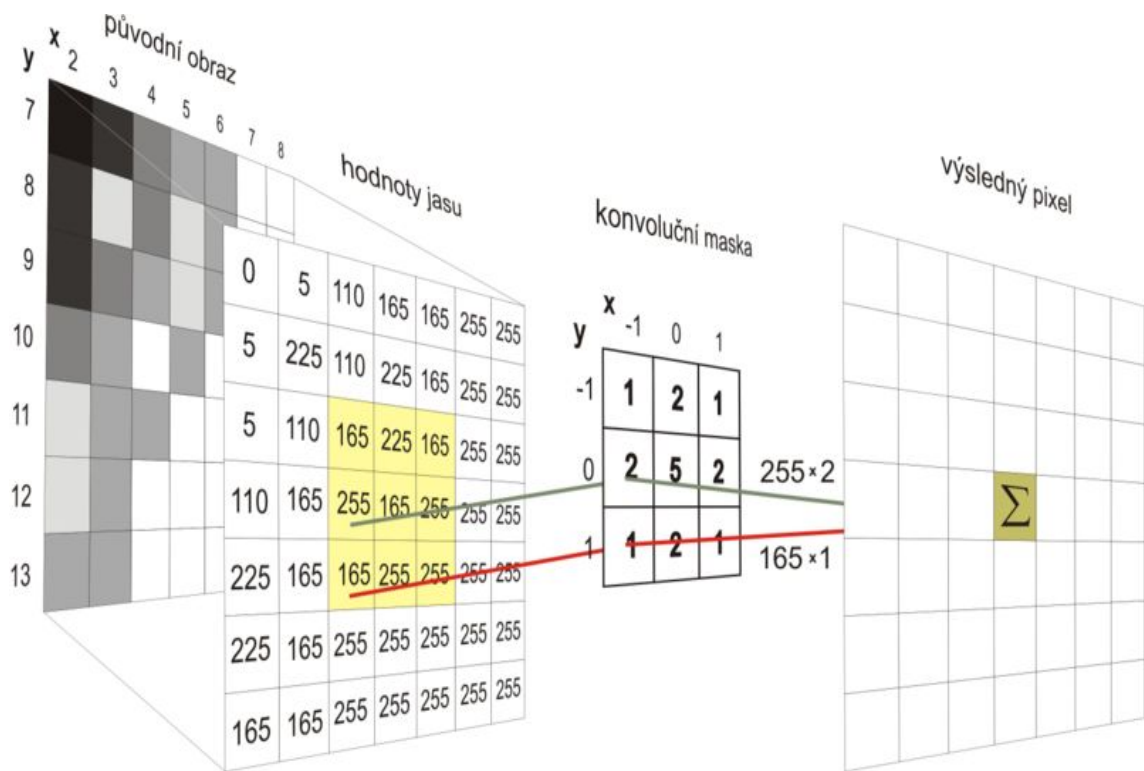 původní obraz
x
y
2 3 4 5 6 7 8
7
8
9
10
11
12
13
hodnoty jasu
0 5 110 165 165 255 255
5 225 110 225 165 255 255
5 110 165 225 165 255 255
110 165 255 165 255 255 255
225 165 165 255 255 255 255
225 165 255 255 255 255 255
165 165 255 255 255 255 255
konvoluční maska
x
y
-1 0 1
-1 1 2 1
0 2 5 2
1 1 2 1
255×2
165×1
výsledný pixel
Σ